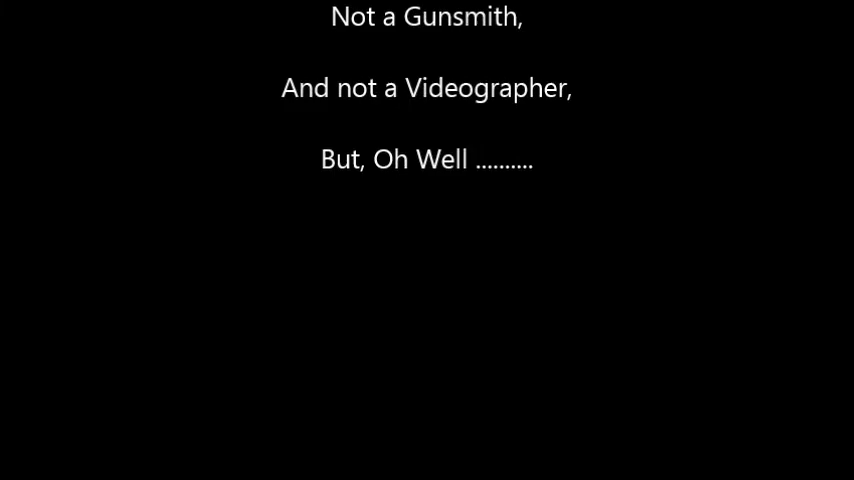 Not a Gunsmith,
And not a Videographer,
But, Oh Well ..........